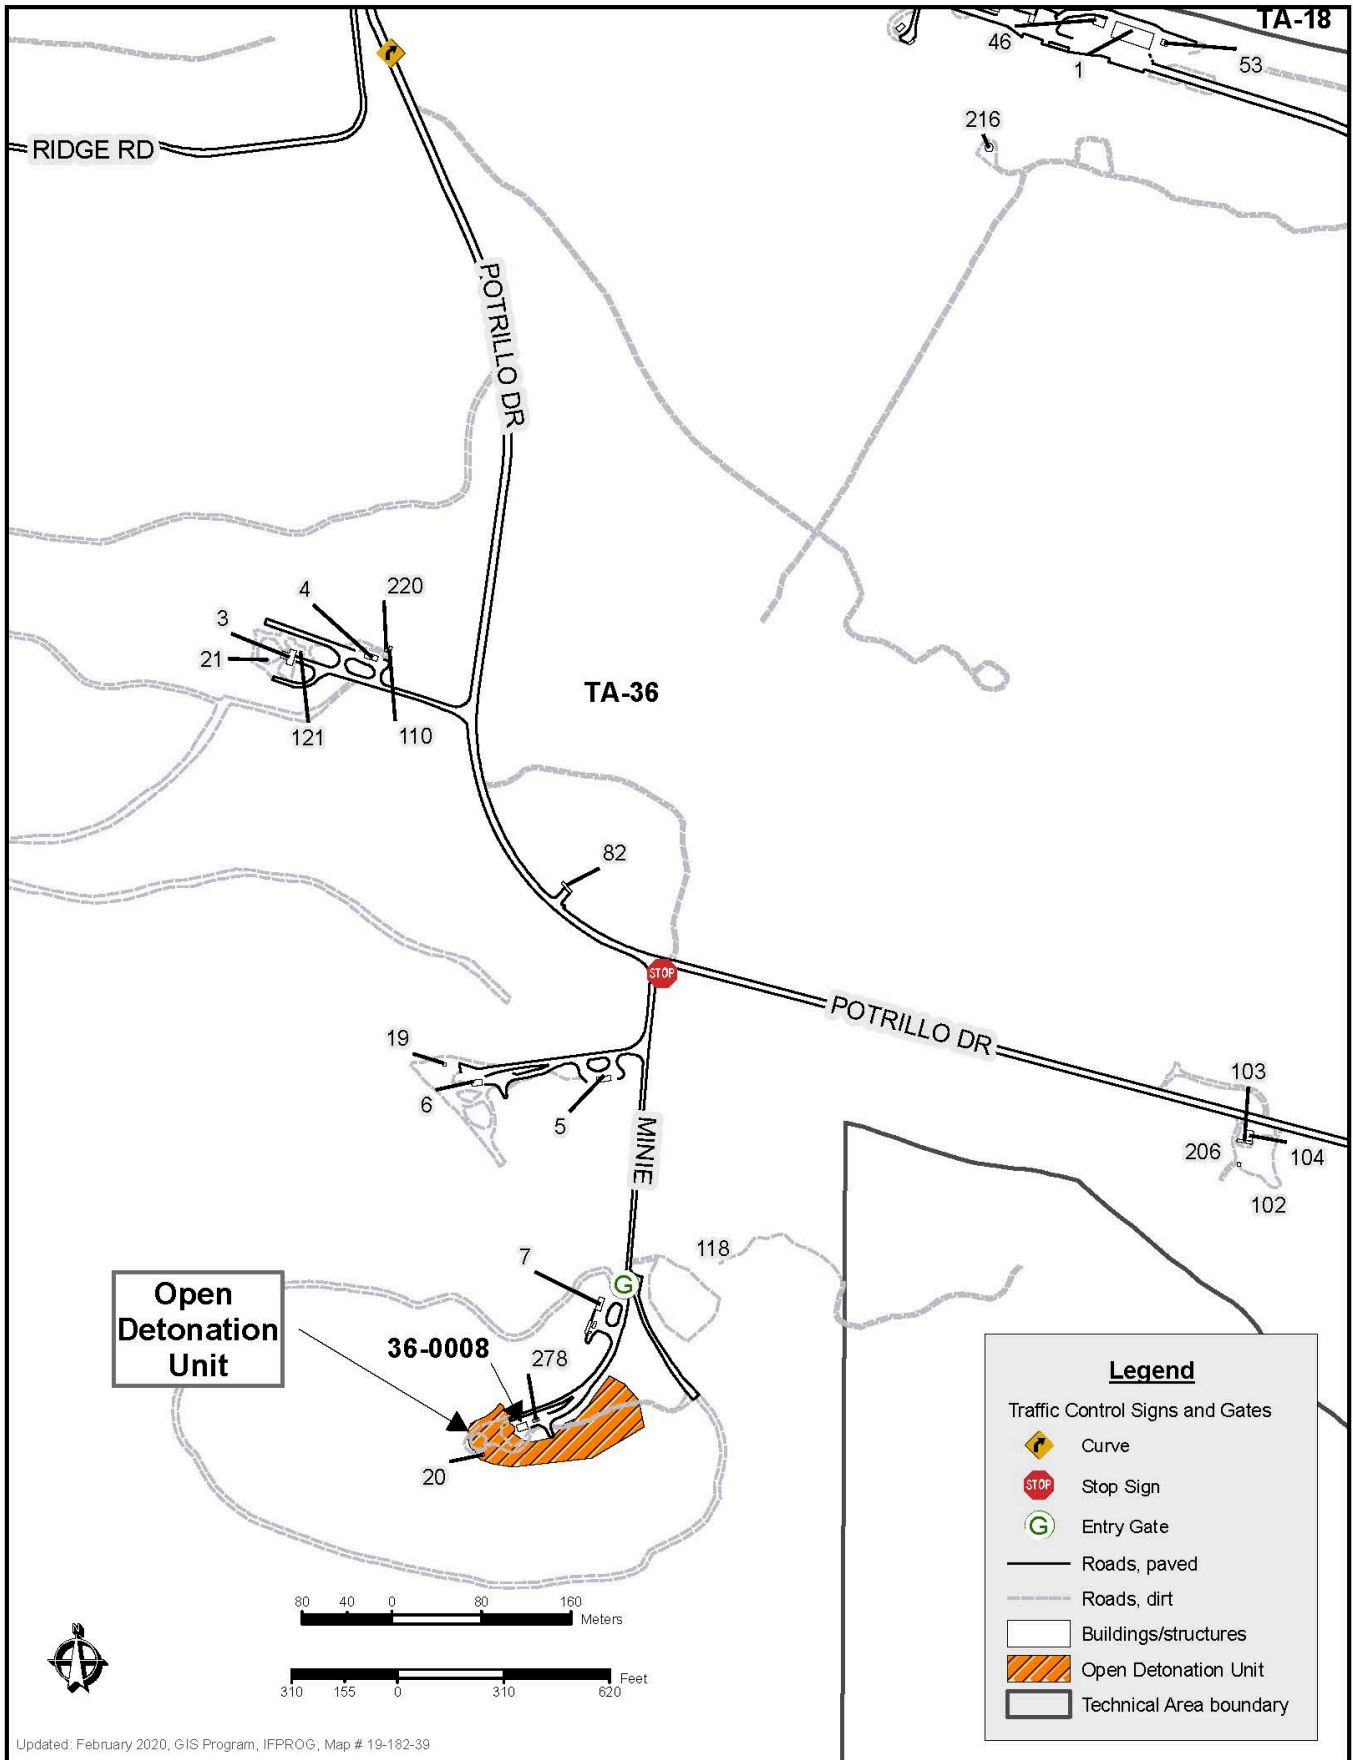 TA-18
46
1
53
RIDGE RD
216
POTRILLO DR
4
220
3
21
TA-36
121
110
82
STOP
POTRILLO DR
19
103
6
5
MINIE
206
104
102
118
7
G
Open
Detonation
Unit
36-0008
278
20
Legend
Traffic Control Signs and Gates
Curve
STOP
Stop Sign
G
Entry Gate
Roads, paved
Roads, dirt
Buildings/structures
Open Detonation Unit
Technical Area boundary
80 40 0 80 160
Meters
N
Feet
310 155 0 310 620
Updated: February 2020, GIS Program, IFPROG, Map # 19-182-39